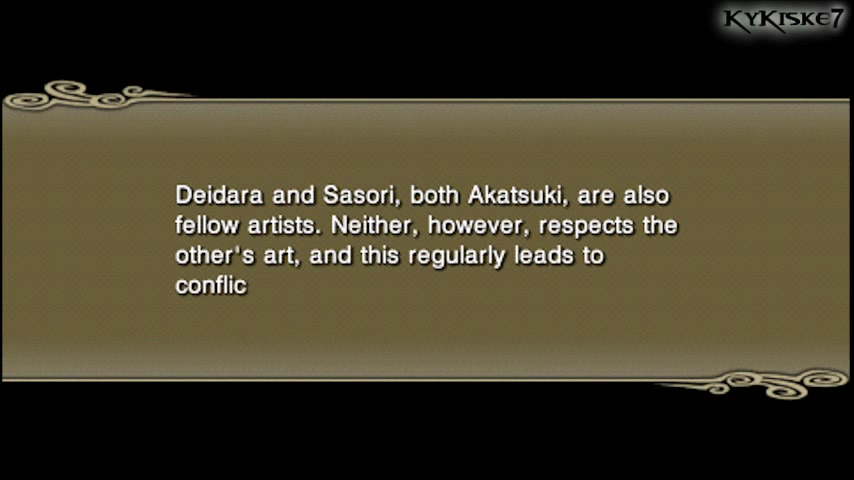 KyKiske7
Deidara and Sasori, both Akatsuki, are also
fellow artists. Neither, however, respects the
other's art, and this regularly leads to
conflic